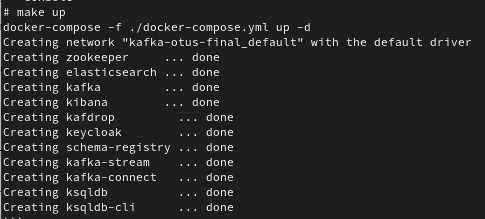 # make up
docker-compose -f ./docker-compose.yml up -d
Creating network "kafka-otus-final_default" with the default driver
Creating zookeeper     ... done
Creating elasticsearch ... done
Creating kafka         ... done
Creating kibana        ... done
Creating kafdrop         ... done
Creating keycloak        ... done
Creating schema-registry ... done
Creating kafka-stream    ... done
Creating kafka-connect   ... done
Creating ksqldb          ... done
Creating ksqldb-cli      ... done